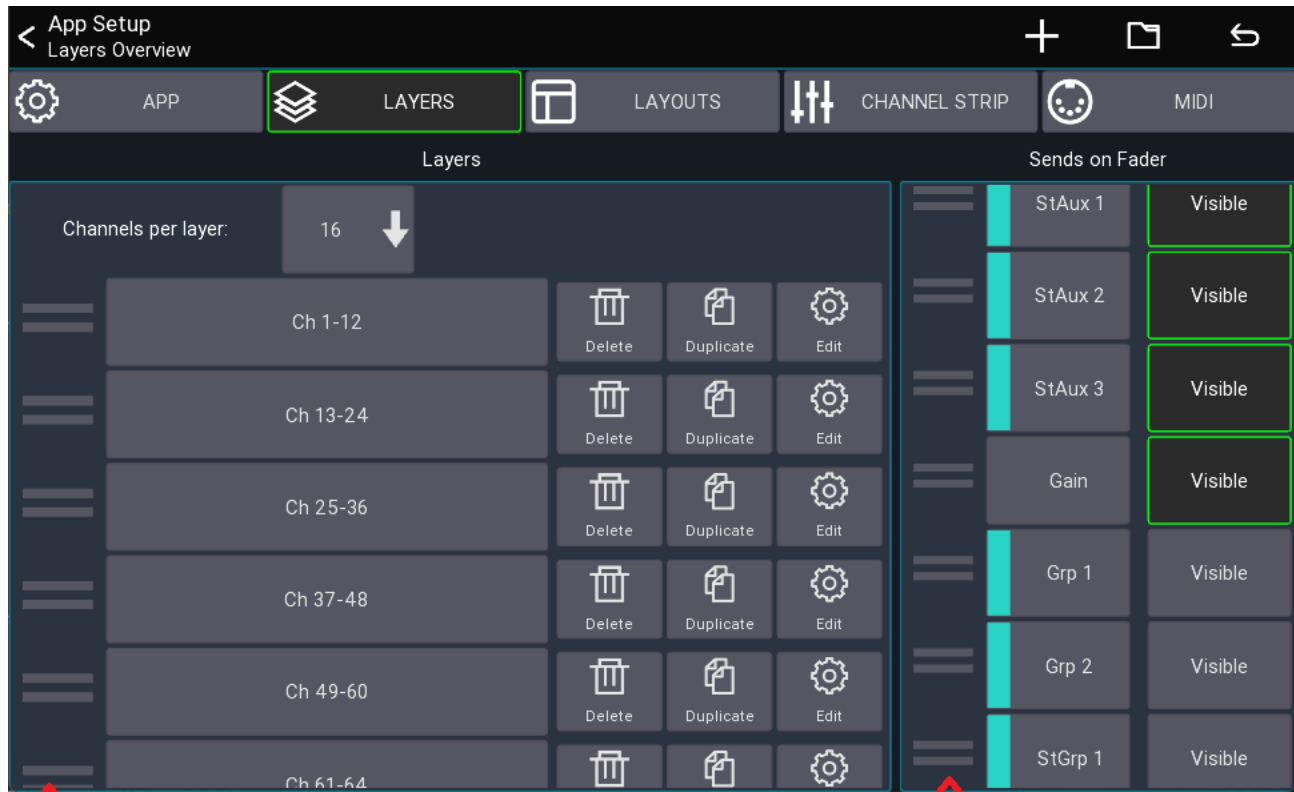 App Setup
Layers Overview
APP
LAYERS
LAYOUTS
CHANNEL STRIP
MIDI
Layers
Sends on Fader
Channels per layer:
16
StAux 1
Visible
Ch 1-12
Delete
Duplicate
Edit
StAux 2
Visible
Ch 13-24
Delete
Duplicate
Edit
StAux 3
Visible
Ch 25-36
Delete
Duplicate
Edit
Gain
Visible
Ch 37-48
Delete
Duplicate
Edit
Grp 1
Visible
Ch 49-60
Delete
Duplicate
Edit
Grp 2
Visible
Ch 61-64
StGrp 1
Visible